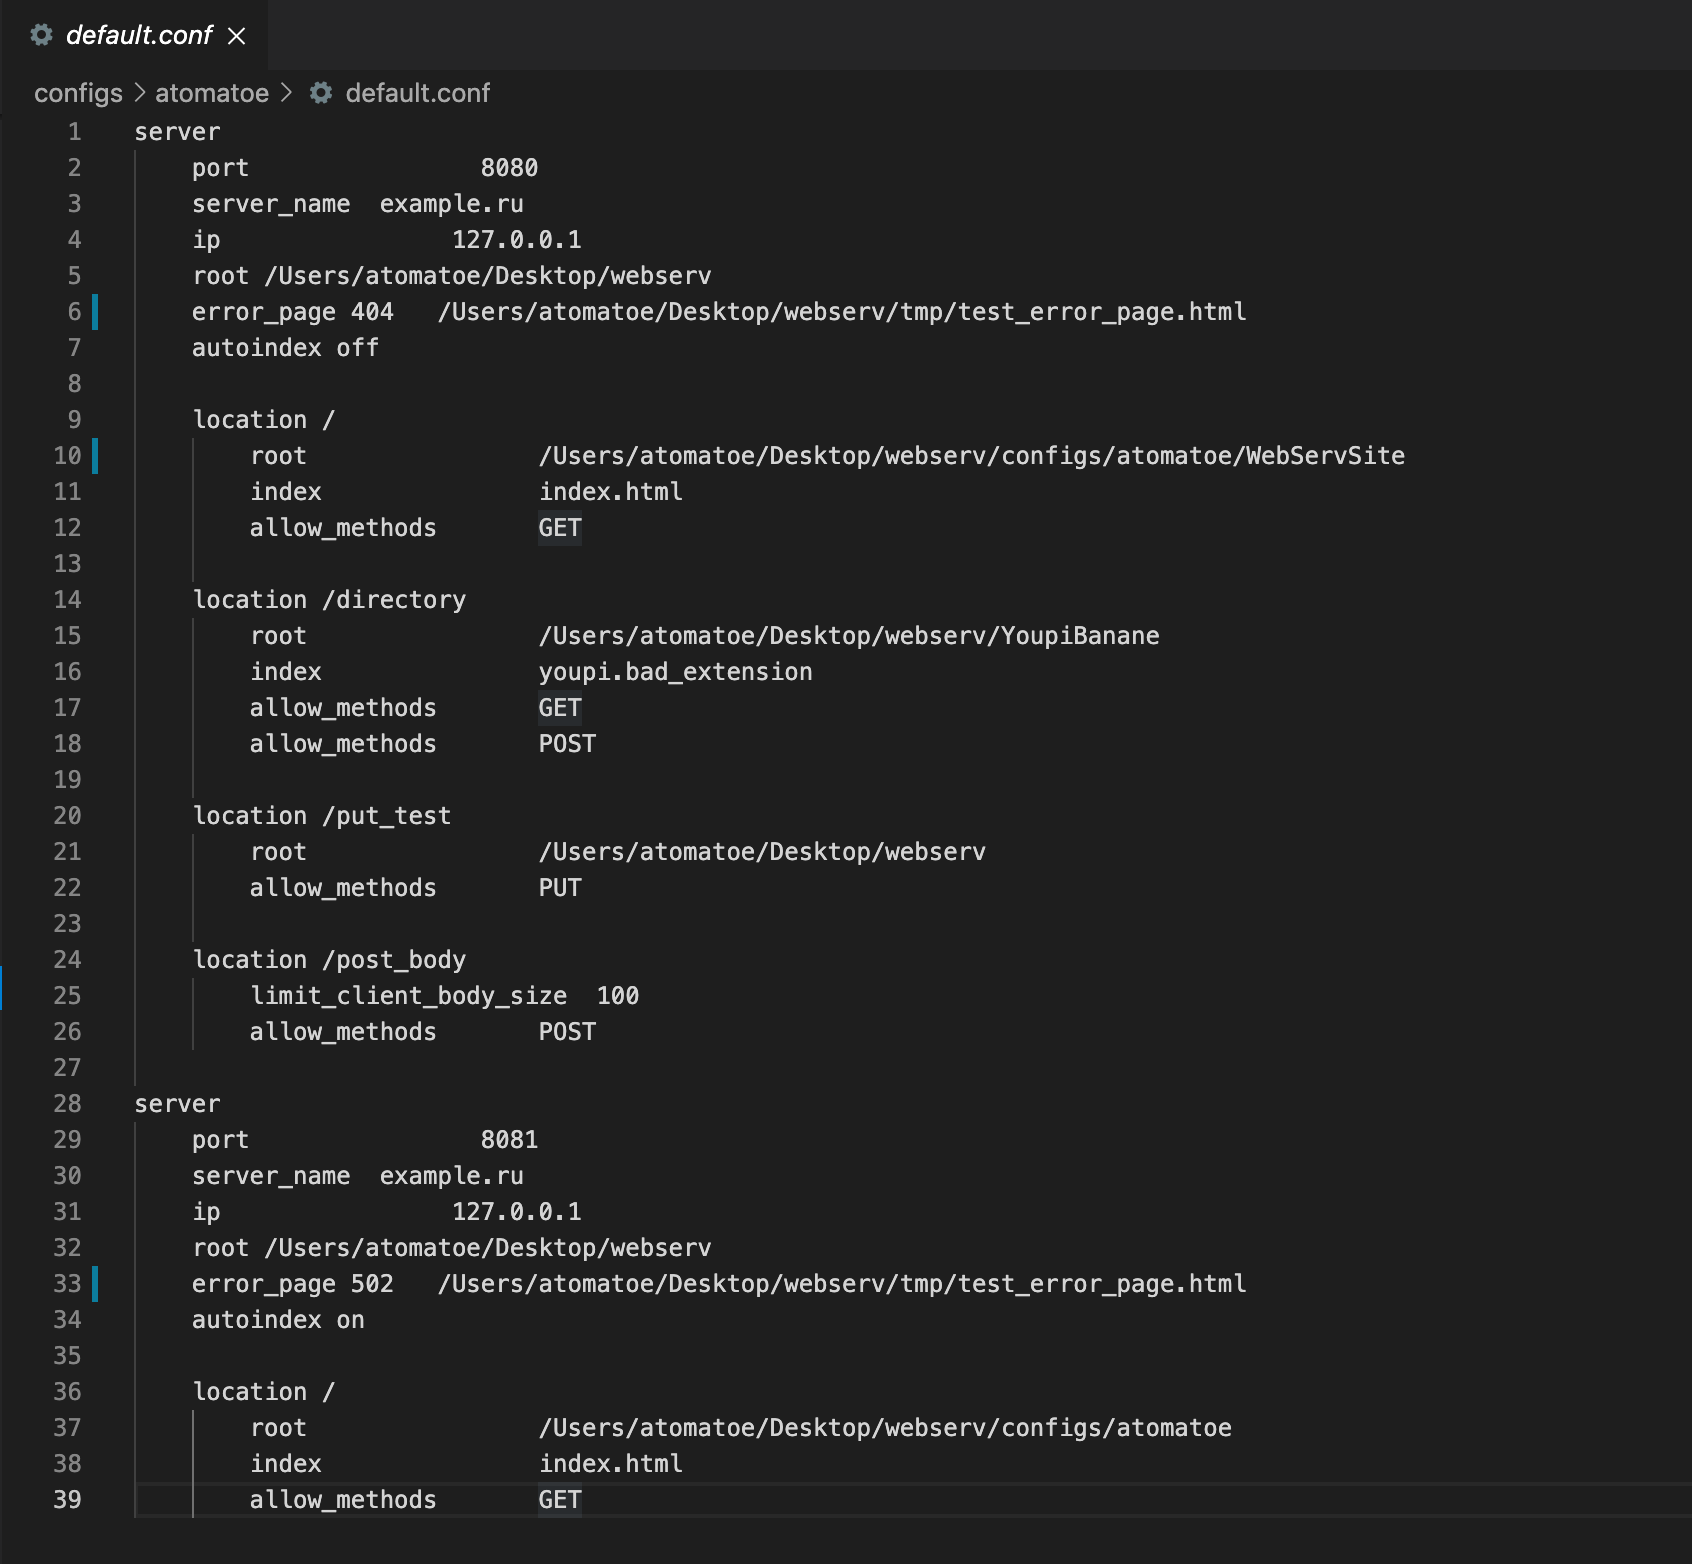 default.conf
configs > atomatoe > default.conf
1 server
2 port 8080
3 server_name example.ru
4 ip 127.0.0.1
5 root /Users/atomatoe/Desktop/webserv
6 error_page 404 /Users/atomatoe/Desktop/webserv/tmp/test_error_page.html
7 autoindex off
8
9 location /
10 root /Users/atomatoe/Desktop/webserv/configs/atomatoe/WebServSite
11 index index.html
12 allow_methods GET
13
14 location /directory
15 root /Users/atomatoe/Desktop/webserv/YoupiBanane
16 index youpi.bad_extension
17 allow_methods GET
18 allow_methods POST
19
20 location /put_test
21 root /Users/atomatoe/Desktop/webserv
22 allow_methods PUT
23
24 location /post_body
25 limit_client_body_size 100
26 allow_methods POST
27
28 server
29 port 8081
30 server_name example.ru
31 ip 127.0.0.1
32 root /Users/atomatoe/Desktop/webserv
33 error_page 502 /Users/atomatoe/Desktop/webserv/tmp/test_error_page.html
34 autoindex on
35
36 location /
37 root /Users/atomatoe/Desktop/webserv/configs/atomatoe
38 index index.html
39 allow_methods GET